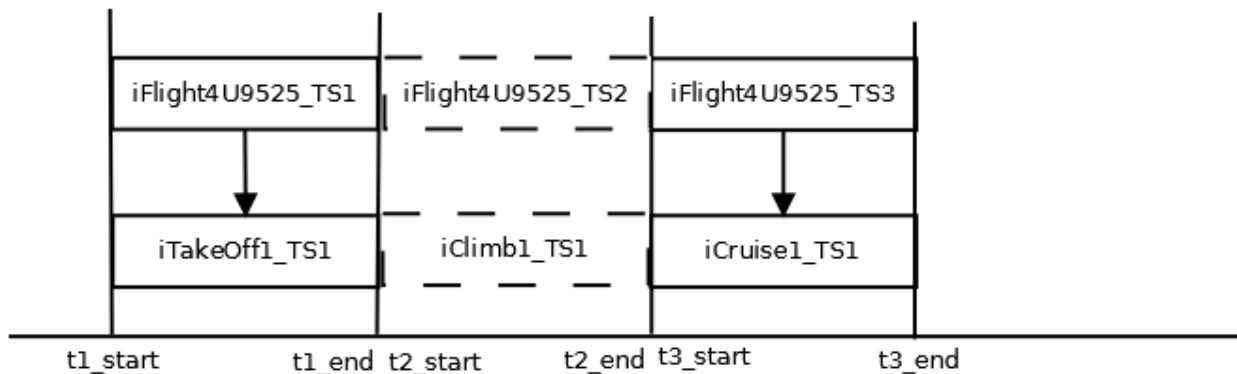 iFlight4U9525_TS1 iFlight4U9525_TS2 iFlight4U9525_TS3
iTakeOff1_TS1 iClimb1_TS1 iCruise1_TS1
t1_start t1_end t2_start t2_end t3_start t3_end